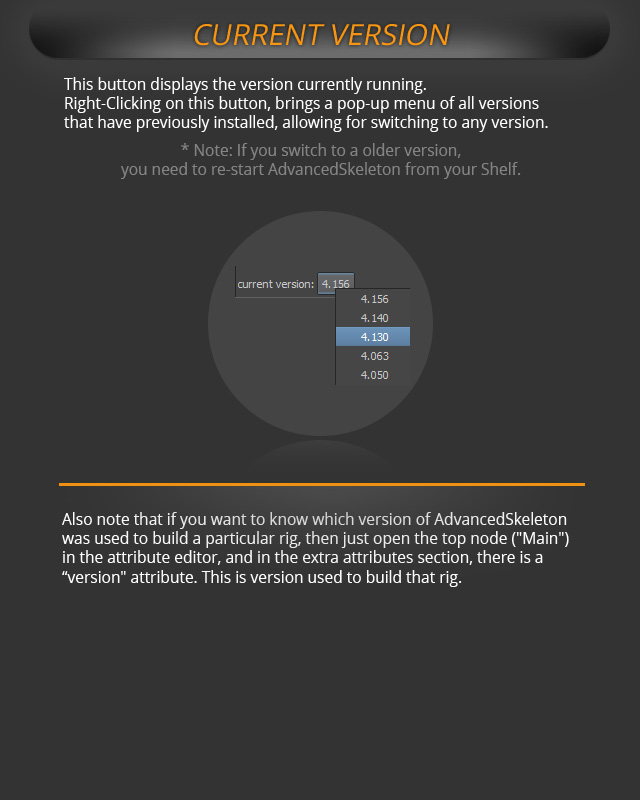 CURRENT VERSION
This button displays the version currently running.
Right-Clicking on this button, brings a pop-up menu of all versions
that have previously installed, allowing for switching to any version.
* Note: If you switch to a older version,
you need to re-start AdvancedSkeleton from your Shelf.
current version: 4.156
4.156
4.140
4.130
4.063
4.050
Also note that if you want to know which version of AdvancedSkeleton
was used to build a particular rig, then just open the top node ("Main")
in the attribute editor, and in the extra attributes section, there is a
“version" attribute. This is version used to build that rig.